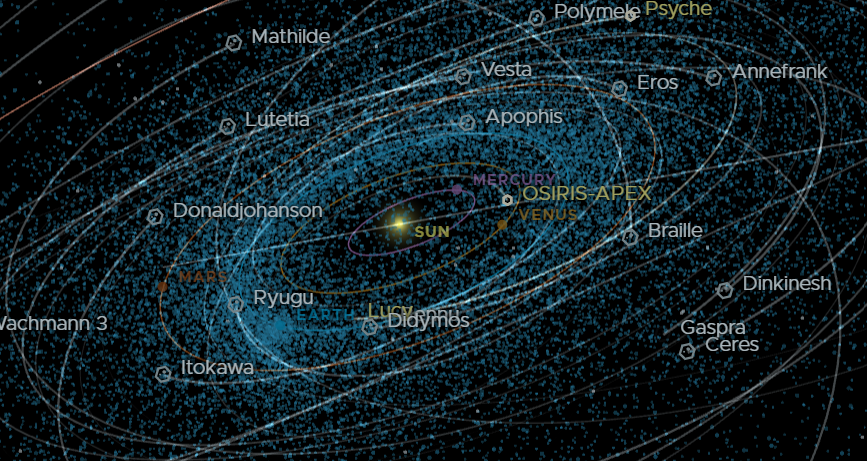 Polymele
Psyche
Mathilde
Vesta
Annefrank
Eros
Apophis
Lutetia
MERCURY
OSIRIS-APEX
Donaldjohanson
VENUS
SUN
Braille
MARS
Dinkinesh
Ryugu
EARTH
Lucy
Didymos
Wachmann 3
Gaspra
Ceres
Itokawa